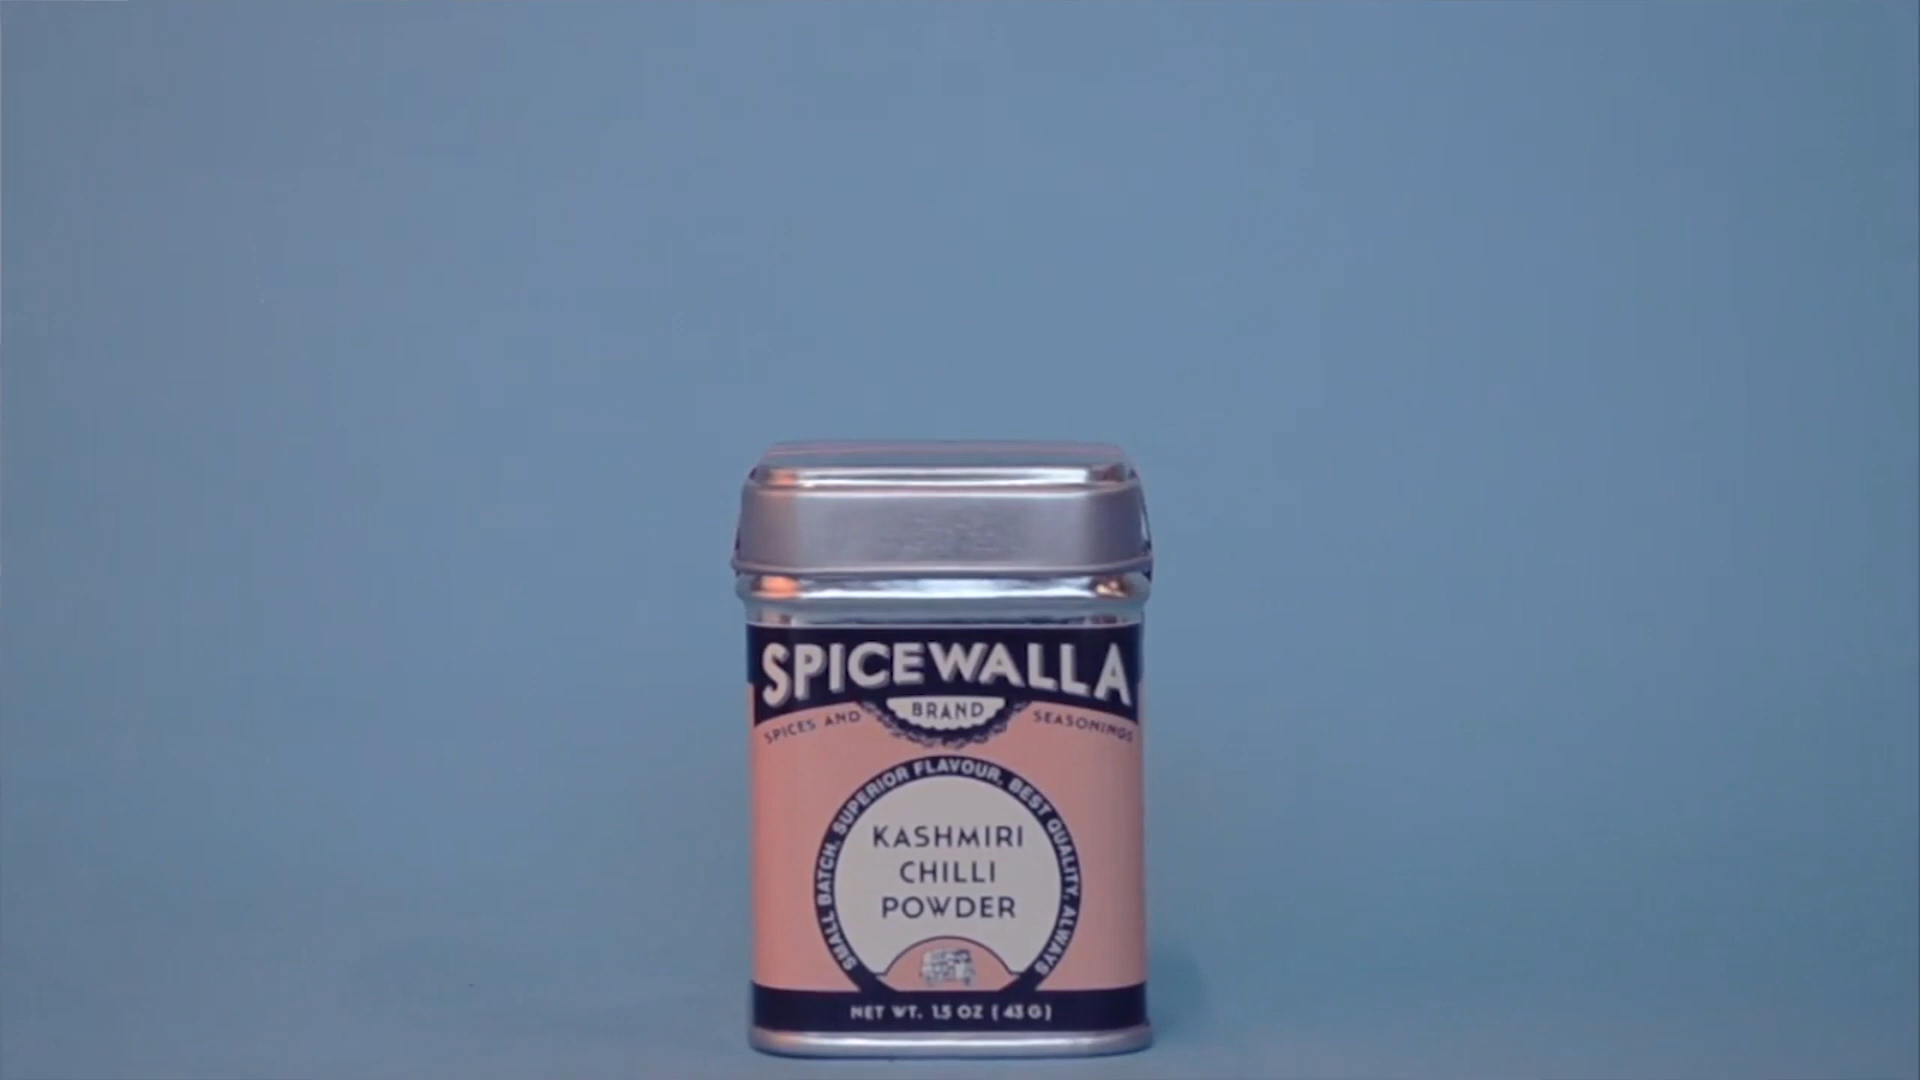 SPICEWALLA
BRAND
SPICES AND SEASONINGS
SMALL BATCH, SUPERIOR FLAVOUR, BEST QUALITY, ALWAYS
KASHMIRI
CHILLI
POWDER
NET WT. 1.5 OZ (43 G)